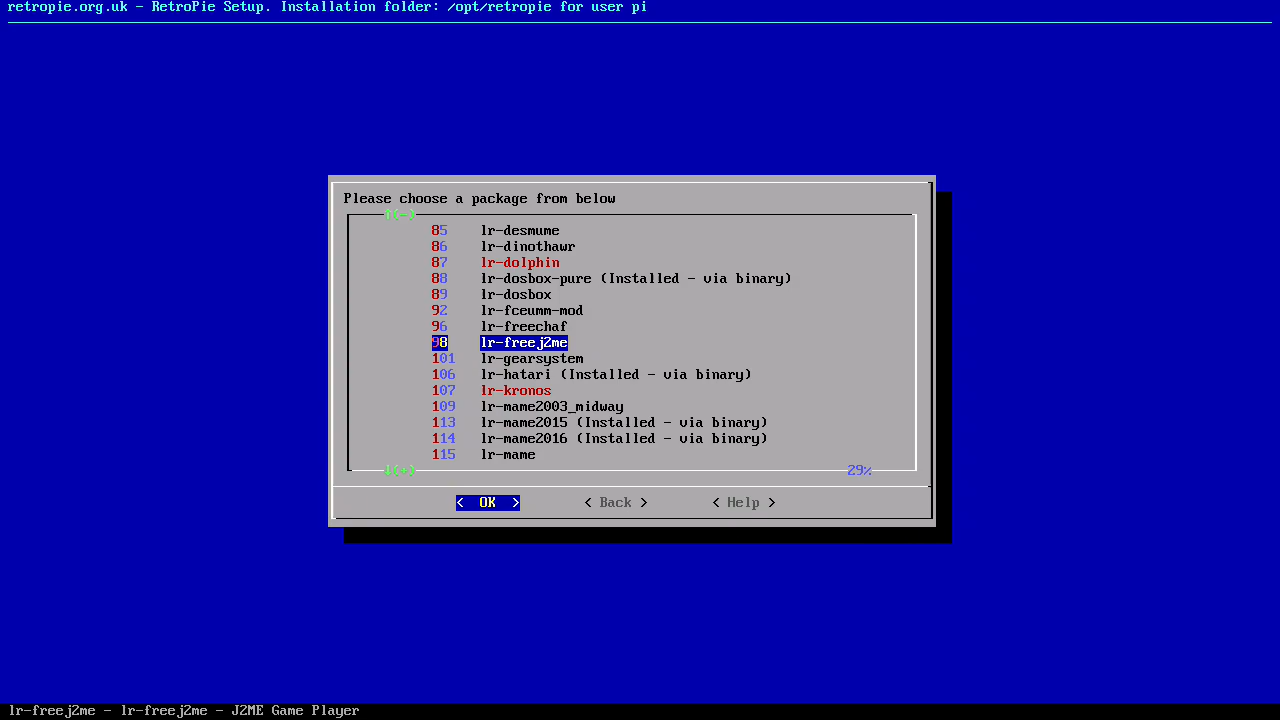 retropie.org.uk - RetroPie Setup. Installation folder: /opt/retropie for user pi
Please choose a package from below
↑(-)
85 lr-desmume
86 lr-dinothawr
87 lr-dolphin
88 lr-dosbox-pure (Installed - via binary)
89 lr-dosbox
92 lr-fceumm-mod
96 lr-freechaf
98 lr-freej2me
101 lr-gearsystem
106 lr-hatari (Installed - via binary)
107 lr-kronos
109 lr-mame2003_midway
113 lr-mame2015 (Installed - via binary)
114 lr-mame2016 (Installed - via binary)
115 lr-mame
↓(+) 29%
< OK > < Back > < Help >
lr-freej2me - lr-freej2me - J2ME Game Player